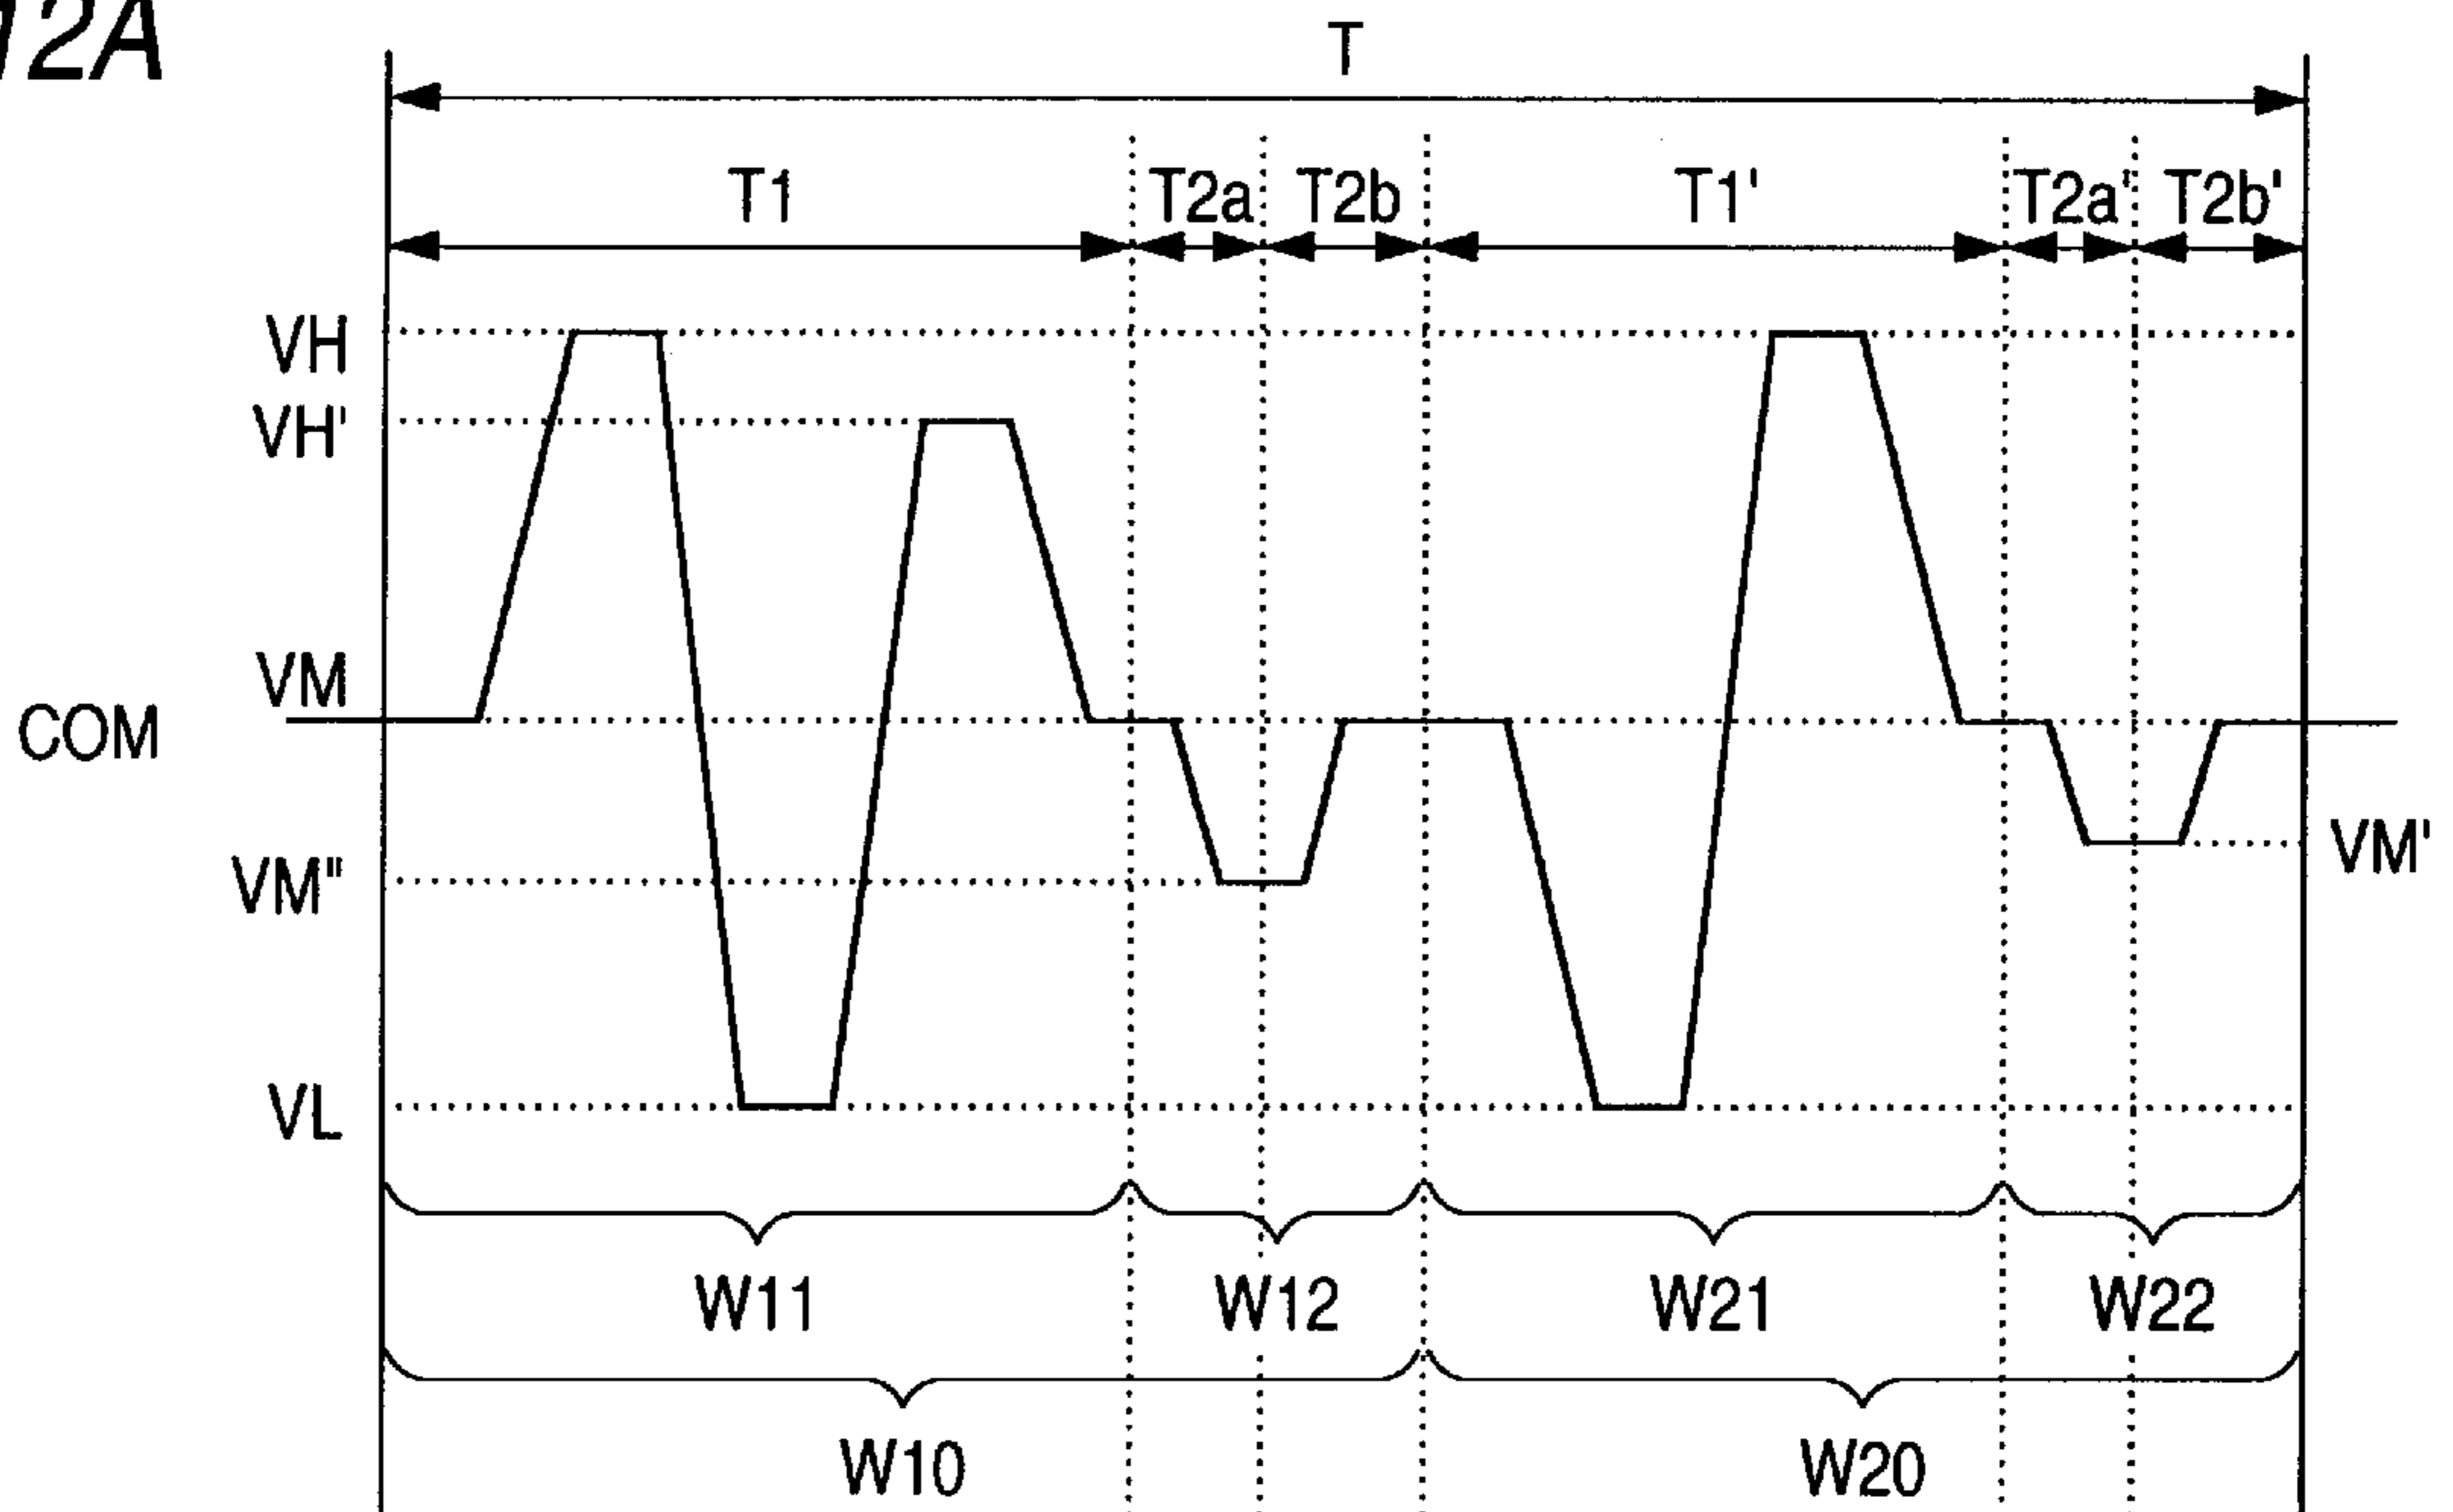 12A
T
T1 T2a T2b T1' T2a' T2b'
VH
VH'
VM
COM
VM'
VM"
VL
W11 W12 W21 W22
W10 W20